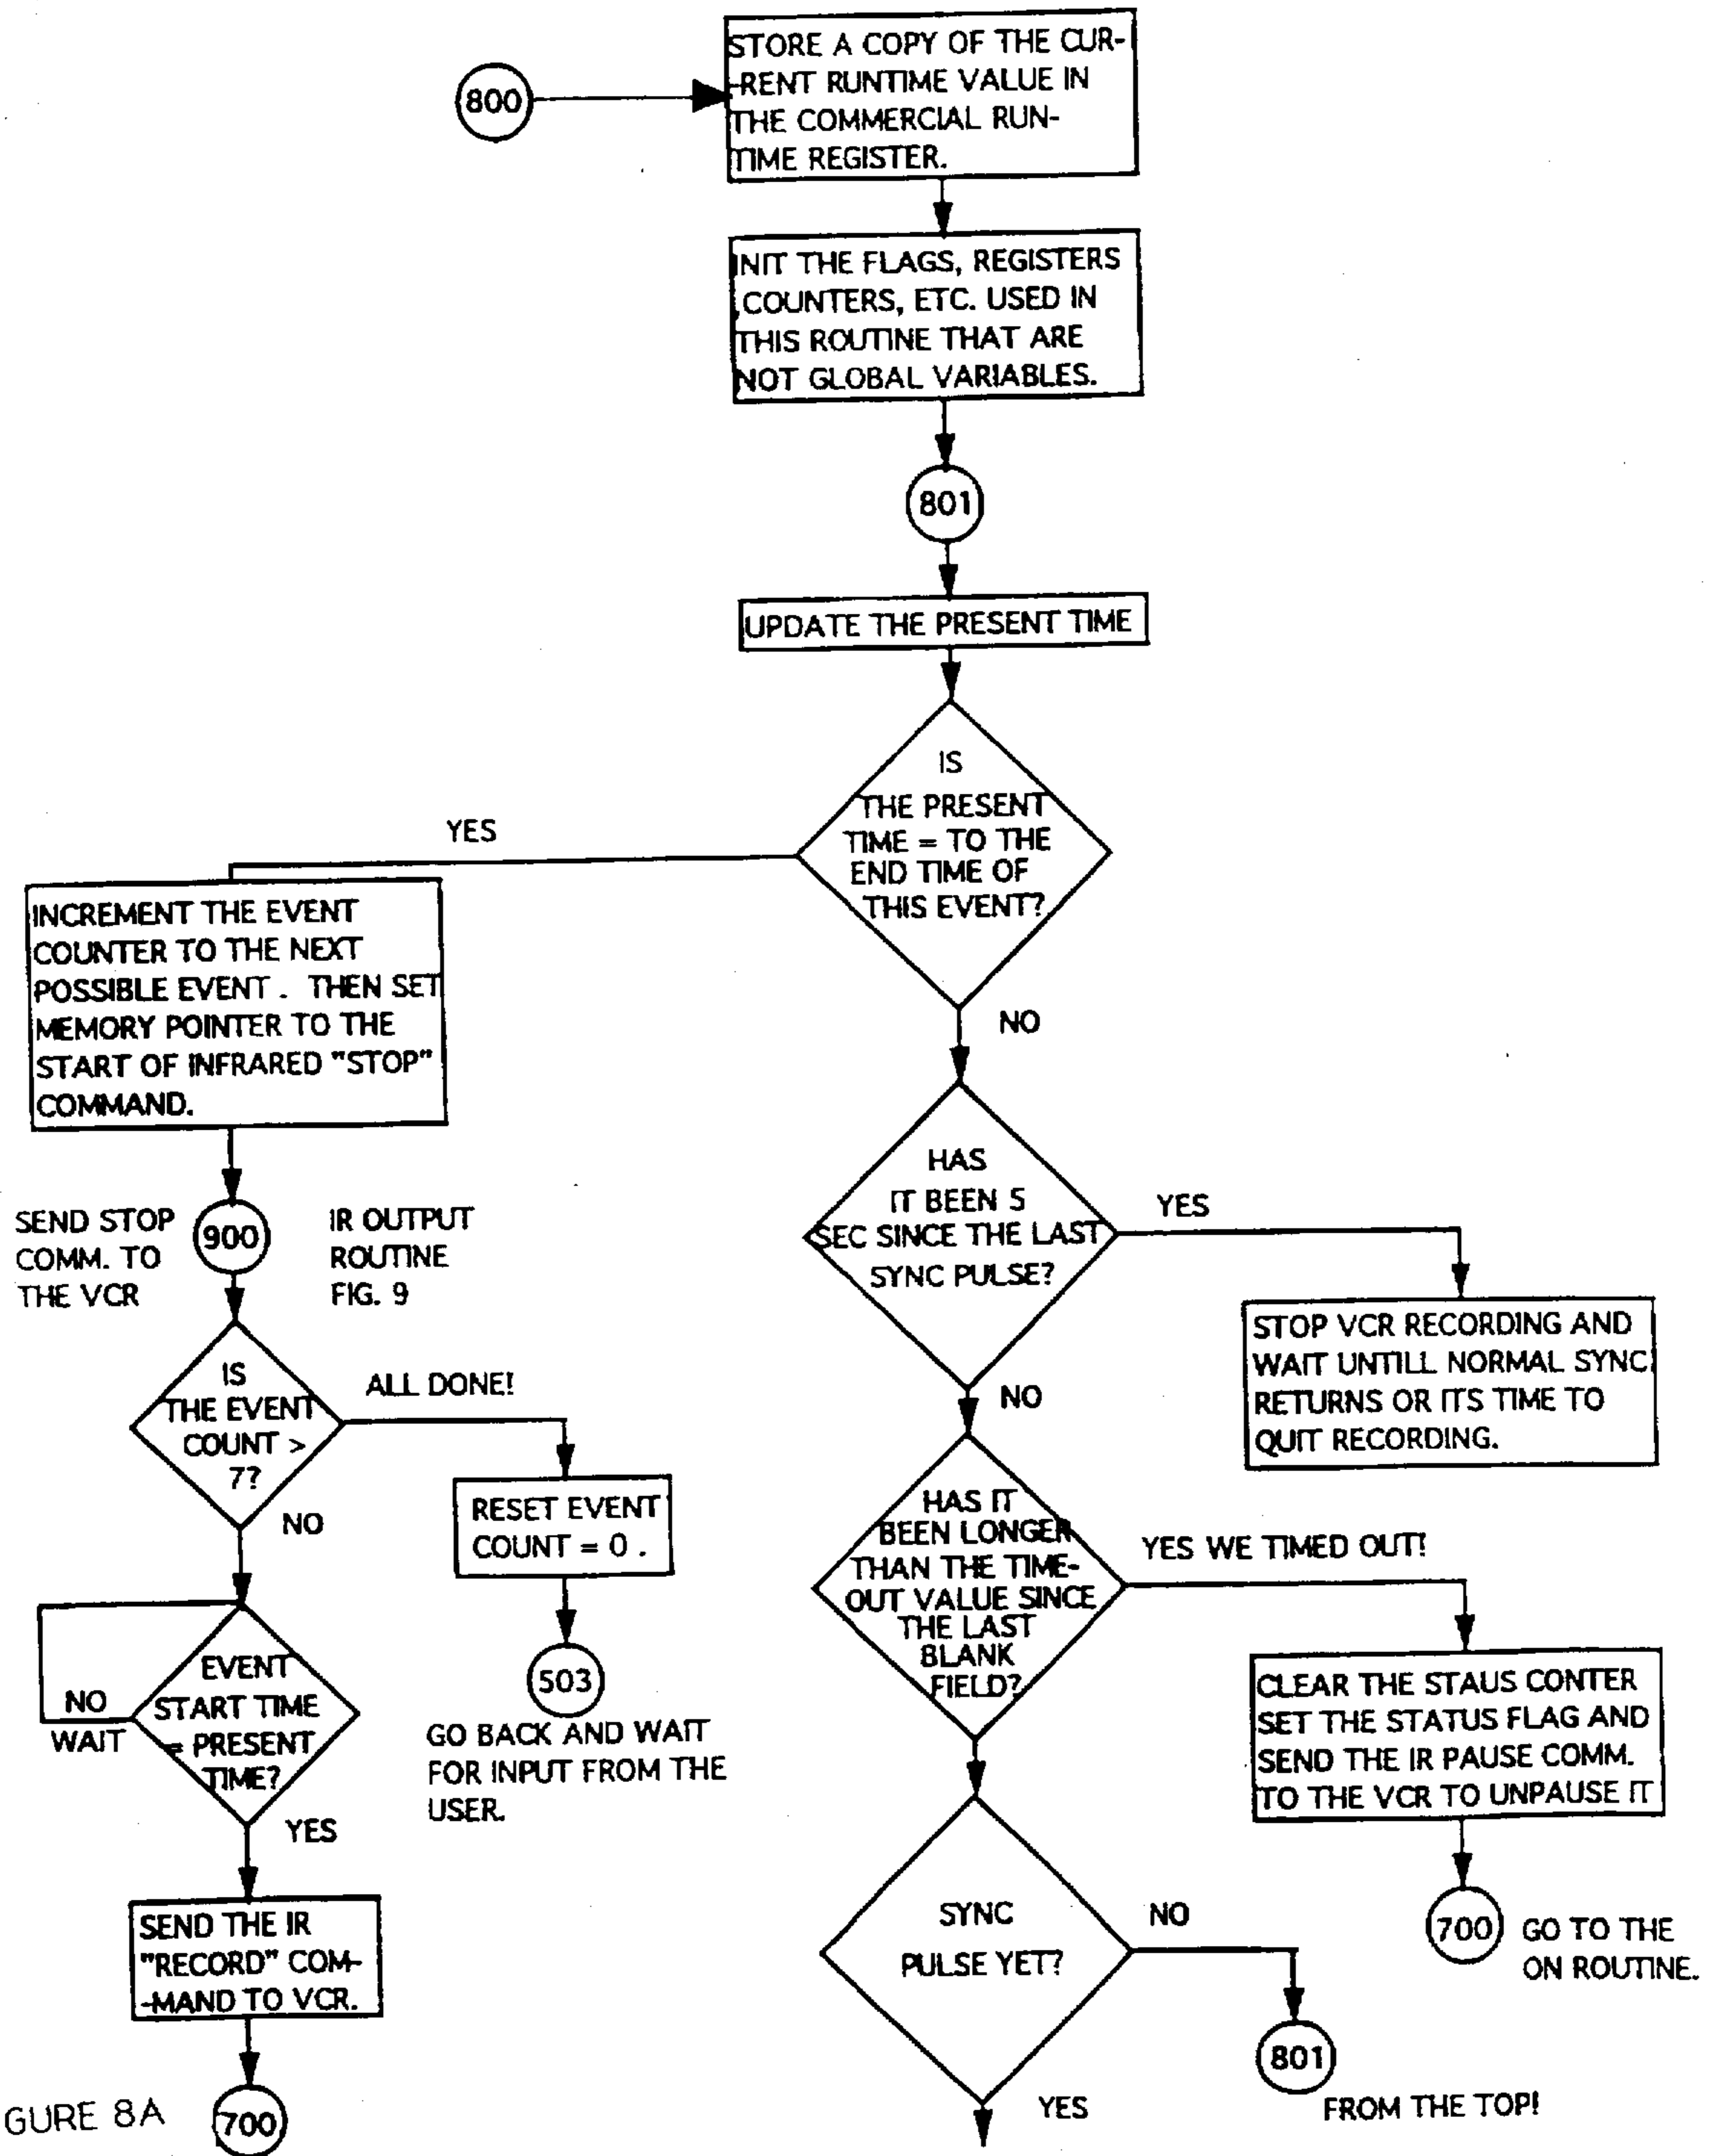 800
STORE A COPY OF THE CUR-
-RENT RUNTIME VALUE IN
THE COMMERCIAL RUN-
TIME REGISTER.
INIT THE FLAGS, REGISTERS
,COUNTERS, ETC. USED IN
THIS ROUTINE THAT ARE
NOT GLOBAL VARIABLES.
801
UPDATE THE PRESENT TIME
IS
THE PRESENT
TIME = TO THE
END TIME OF
THIS EVENT?
YES
NO
INCREMENT THE EVENT
COUNTER TO THE NEXT
POSSIBLE EVENT . THEN SET
MEMORY POINTER TO THE
START OF INFRARED "STOP"
COMMAND.
SEND STOP
COMM. TO
THE VCR
900
IR OUTPUT
ROUTINE
FIG. 9
IS
THE EVENT
COUNT >
7?
ALL DONE!
NO
RESET EVENT
COUNT = 0 .
503
GO BACK AND WAIT
FOR INPUT FROM THE
USER.
EVENT
START TIME
= PRESENT
TIME?
NO
WAIT
YES
SEND THE IR
"RECORD" COM-
-MAND TO VCR.
700
HAS
IT BEEN 5
SEC SINCE THE LAST
SYNC PULSE?
YES
NO
STOP VCR RECORDING AND
WAIT UNTILL NORMAL SYNC
RETURNS OR ITS TIME TO
QUIT RECORDING.
HAS IT
BEEN LONGER
THAN THE TIME-
OUT VALUE SINCE
THE LAST
BLANK
FIELD?
YES WE TIMED OUT!
CLEAR THE STAUS CONTER
SET THE STATUS FLAG AND
SEND THE IR PAUSE COMM.
TO THE VCR TO UNPAUSE IT
700
GO TO THE
ON ROUTINE.
SYNC
PULSE YET?
NO
801
FROM THE TOP!
YES
GURE 8A